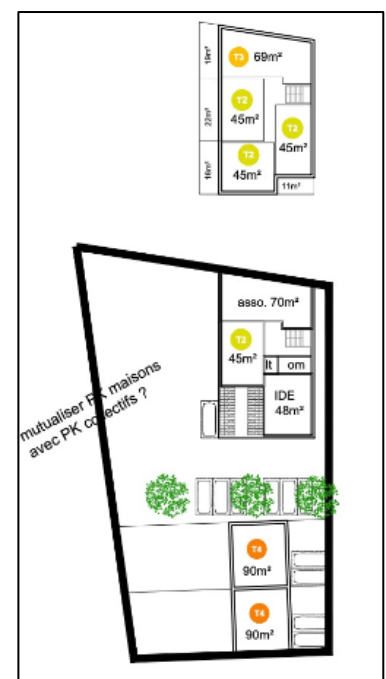 T3 69m²
19m²
T2
45m²
22m²
T2
45m²
T2
45m²
16m²
11m²
asso. 70m²
T2
45m²
lt om
IDE
48m²
mutualiser PK maisons
avec PK collectifs ?
T4
90m²
T4
90m²